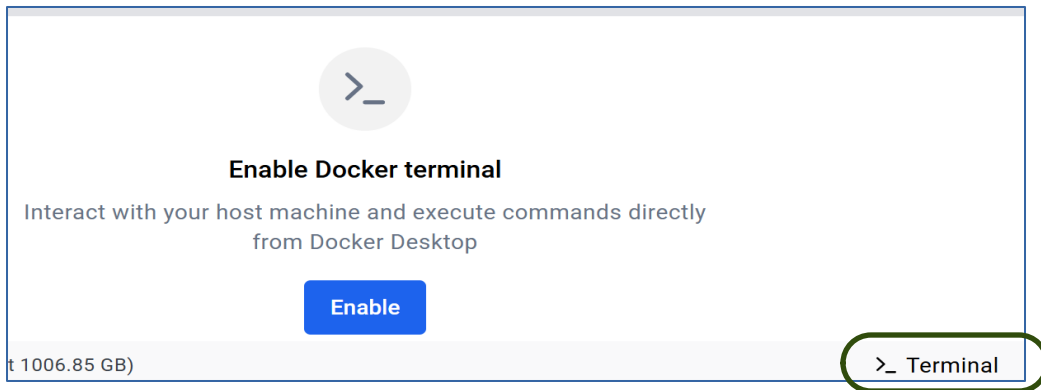 >_
Enable Docker terminal
Interact with your host machine and execute commands directly
from Docker Desktop
Enable
t 1006.85 GB)
>_ Terminal